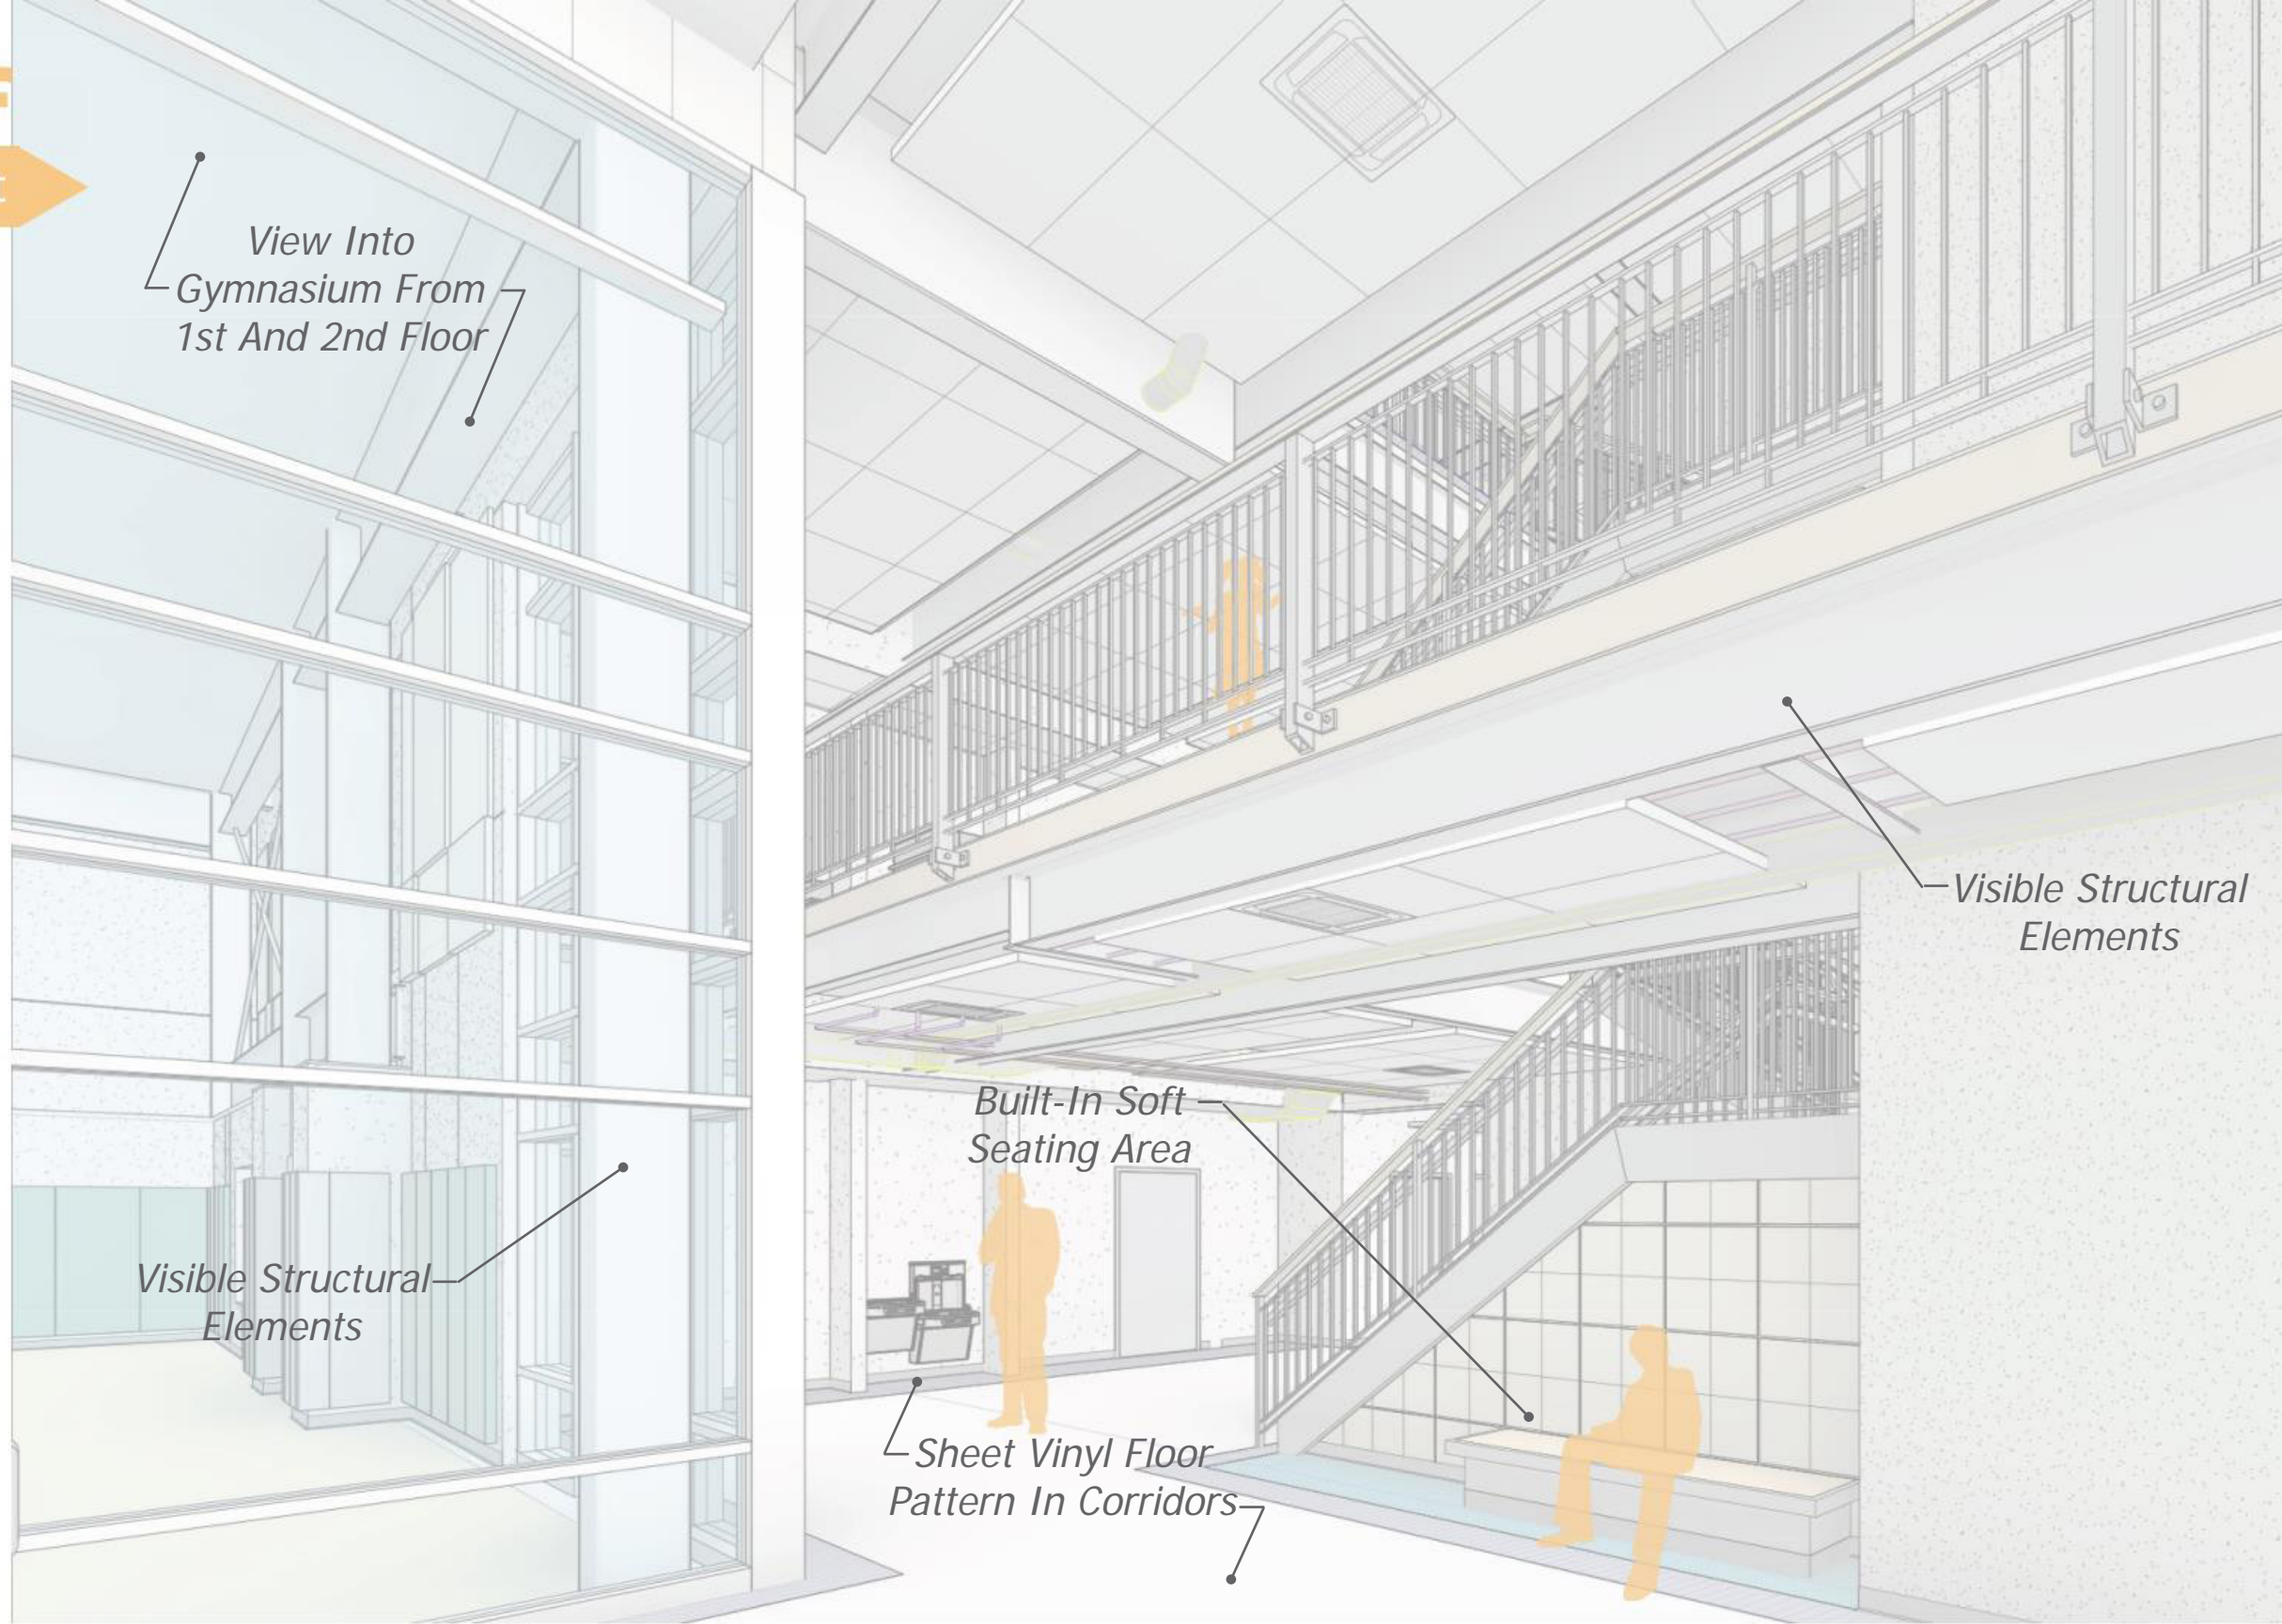 View Into
Gymnasium From
1st And 2nd Floor
Visible Structural
Elements
Built-In Soft
Seating Area
Visible Structural
Elements
Sheet Vinyl Floor
Pattern In Corridors